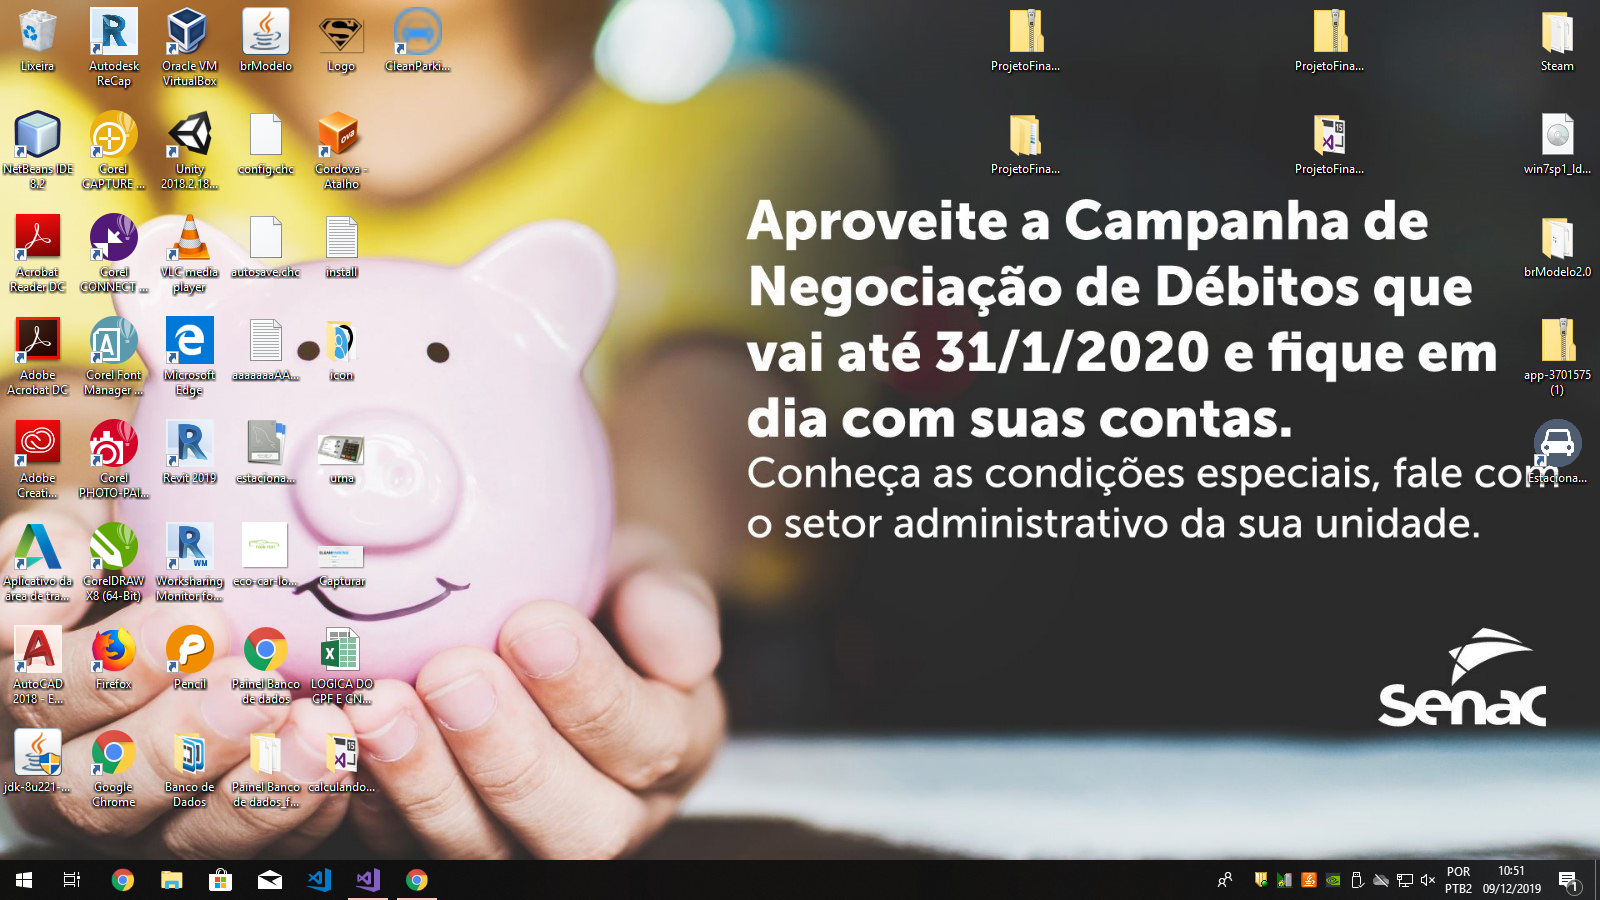 Lixeira
Autodesk
ReCap
Oracle VM
VirtualBox
brModelo
Logo
CleanParki...
ProjetoFina...
ProjetoFina...
Steam
NetBeans IDE
8.2
Corel
CAPTURE ...
Unity
2018.2.18...
config.chc
Cordova -
Atalho
ProjetoFina...
ProjetoFina...
win7sp1_ld...
Acrobat
Reader DC
Corel
CONNECT ...
VLC media
player
autosave.chc
install
brModelo2.0
Adobe
Acrobat DC
Corel Font
Manager ...
Microsoft
Edge
aaaaaaaAA...
icon
app-3701575
(1)
Adobe
Creati...
Corel
PHOTO-PAI...
Revit 2019
estaciona...
urna
Estaciona...
Aplicativo da
área de tra...
CorelDRAW
X8 (64-Bit)
Worksharing
Monitor fo...
eco-car-lo...
Capturar
AutoCAD
2018 - E...
Firefox
Pencil
Painel Banco
de dados
LOGICA DO
CPF E CN...
jdk-8u221-...
Google
Chrome
Banco de
Dados
Painel Banco
de dados_f...
calculando...
Aproveite a Campanha de
Negociação de Débitos que
vai até 31/1/2020 e fique em
dia com suas contas.
Conheça as condições especiais, fale com
o setor administrativo da sua unidade.
Senac
POR
PTB2
10:51
09/12/2019
1